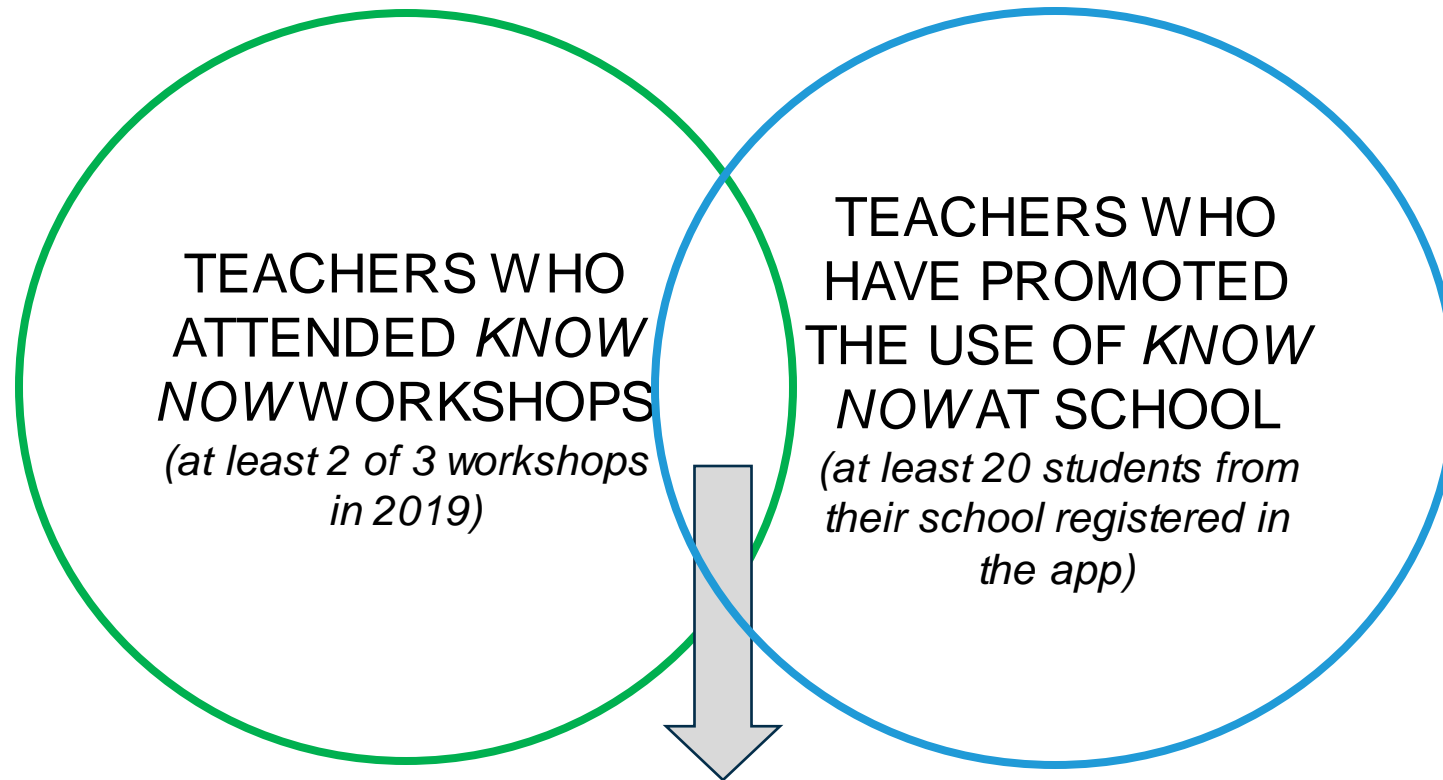 TEACHERS WHO
ATTENDED KNOW
NOW WORKSHOPS
(at least 2 of 3 workshops
in 2019)
TEACHERS WHO
HAVE PROMOTED
THE USE OF KNOW
NOW AT SCHOOL
(at least 20 students from
their school registered in
the app)